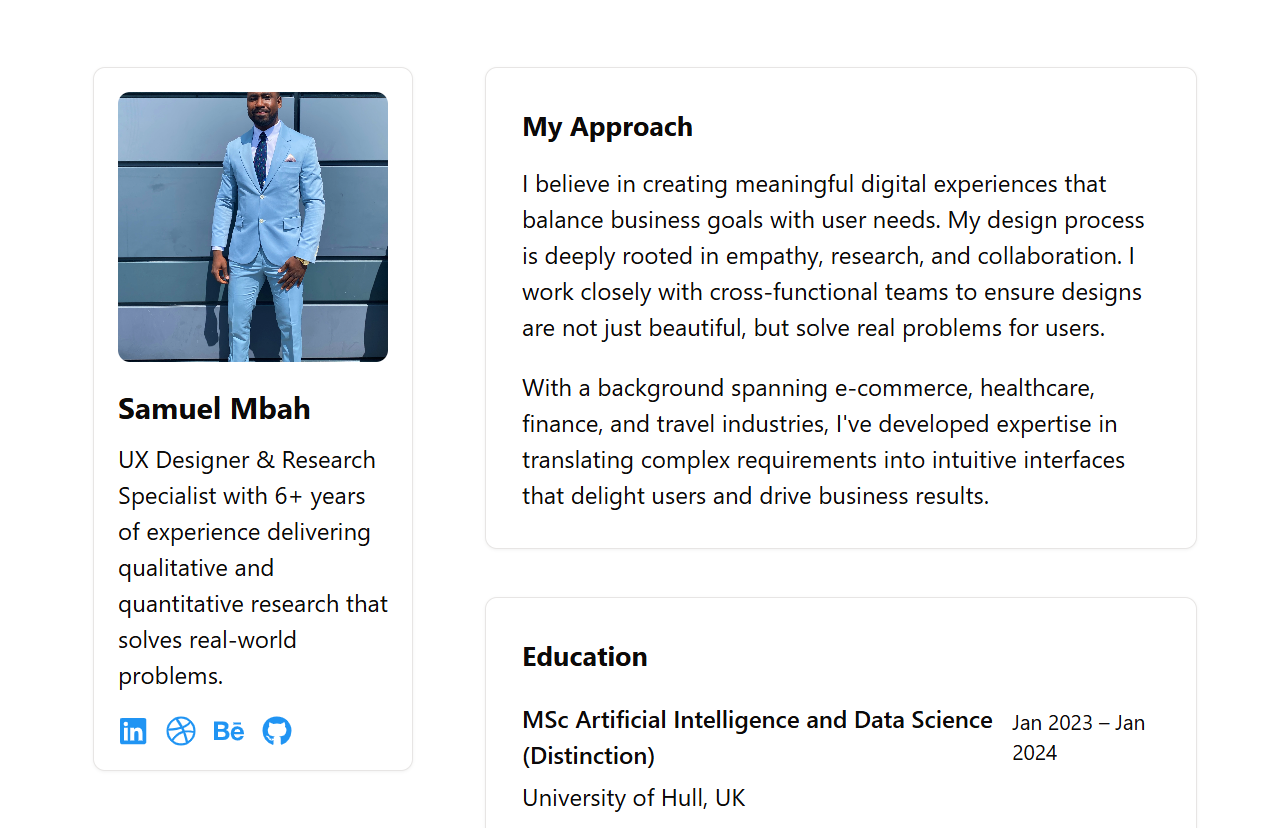 Samuel Mbah
UX Designer & Research
Specialist with 6+ years
of experience delivering
qualitative and
quantitative research that
solves real-world
problems.
in
Bē
My Approach
I believe in creating meaningful digital experiences that
balance business goals with user needs. My design process
is deeply rooted in empathy, research, and collaboration. I
work closely with cross-functional teams to ensure designs
are not just beautiful, but solve real problems for users.
With a background spanning e-commerce, healthcare,
finance, and travel industries, I've developed expertise in
translating complex requirements into intuitive interfaces
that delight users and drive business results.
Education
MSc Artificial Intelligence and Data Science
(Distinction)
Jan 2023 – Jan
2024
University of Hull, UK